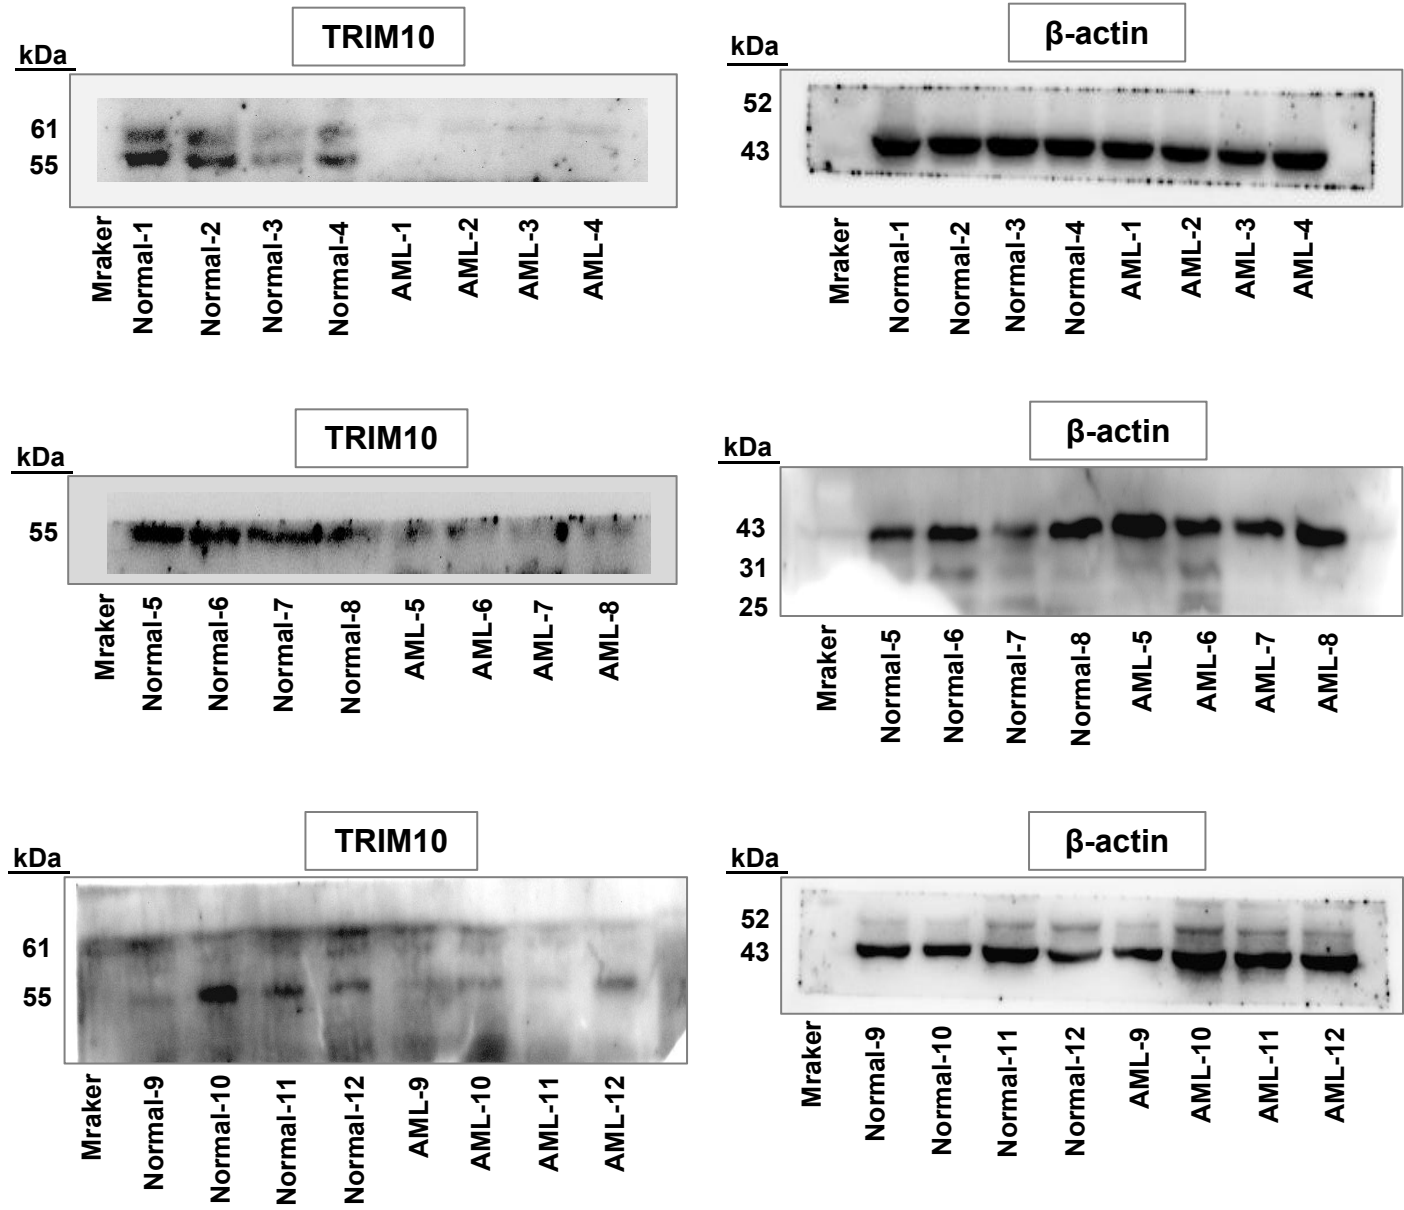 TRIM10
kDa
61
55
Mraker
Normal-1
Normal-2
Normal-3
Normal-4
AML-1
AML-2
AML-3
AML-4
β-actin
kDa
52
43
Mraker
Normal-1
Normal-2
Normal-3
Normal-4
AML-1
AML-2
AML-3
AML-4
TRIM10
kDa
55
Mraker
Normal-5
Normal-6
Normal-7
Normal-8
AML-5
AML-6
AML-7
AML-8
β-actin
kDa
43
31
25
Mraker
Normal-5
Normal-6
Normal-7
Normal-8
AML-5
AML-6
AML-7
AML-8
TRIM10
kDa
61
55
Mraker
Normal-9
Normal-10
Normal-11
Normal-12
AML-9
AML-10
AML-11
AML-12
β-actin
kDa
52
43
Mraker
Normal-9
Normal-10
Normal-11
Normal-12
AML-9
AML-10
AML-11
AML-12